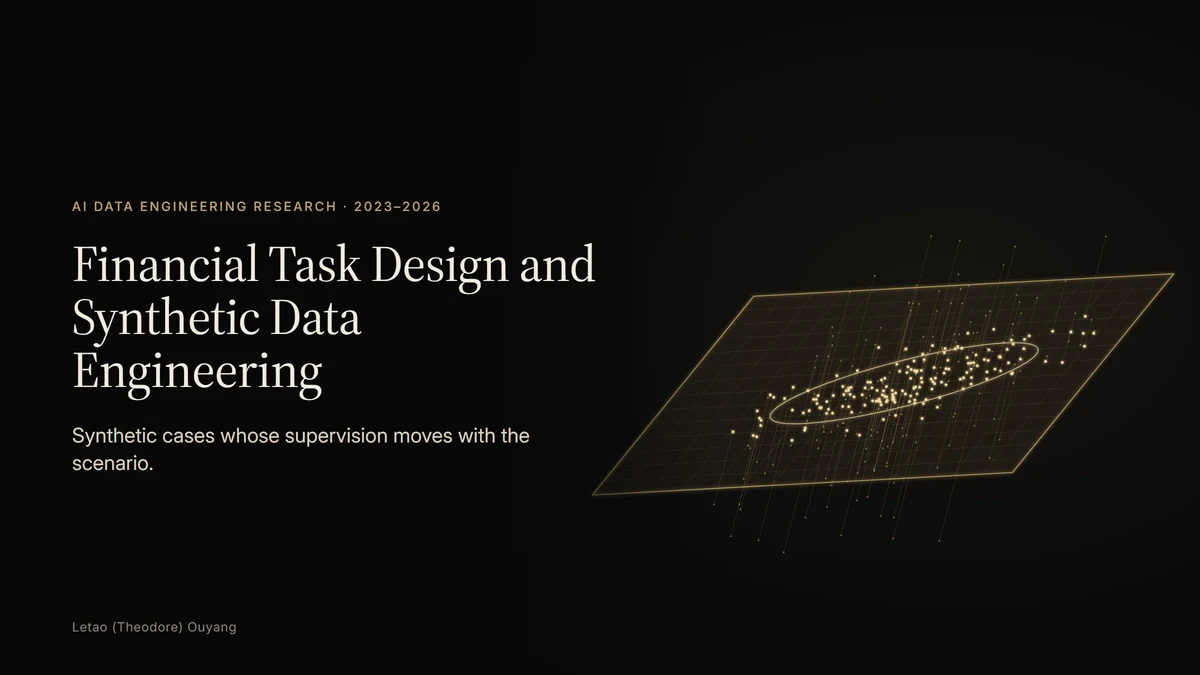 AI DATA ENGINEERING RESEARCH · 2023–2026
Financial Task Design and
Synthetic Data
Engineering
Synthetic cases whose supervision moves with the
scenario.
Letao (Theodore) Ouyang